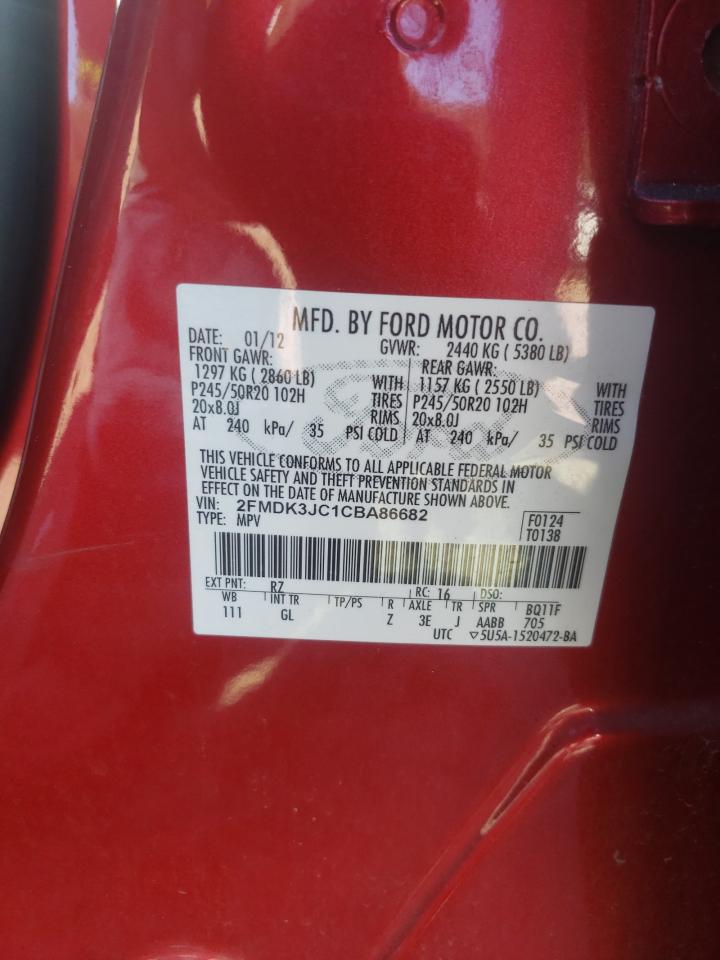 MFD. BY FORD MOTOR CO.
DATE: 01/12 GVWR: 2440 KG ( 5380 LB)
FRONT GAWR: REAR GAWR:
1297 KG ( 2860 LB) WITH 1157 KG ( 2550 LB) WITH
P245/50R20 102H TIRES P245/50R20 102H TIRES
20x8.0J RIMS 20x8.0J RIMS
AT 240 kPa/ 35 PSI COLD AT 240 kPa/ 35 PSI COLD
Ford
THIS VEHICLE CONFORMS TO ALL APPLICABLE FEDERAL MOTOR
VEHICLE SAFETY AND THEFT PREVENTION STANDARDS IN
EFFECT ON THE DATE OF MANUFACTURE SHOWN ABOVE.
VIN: 2FMDK3JC1CBA86682 F0124
TYPE: MPV T0138
EXT PNT: RZ RC: 16 DSO:
WB INT TR TP/PS R AXLE TR SPR BQ11F
111 GL Z 3E J AABB 705
UTC ▽5U5A-1520472-BA